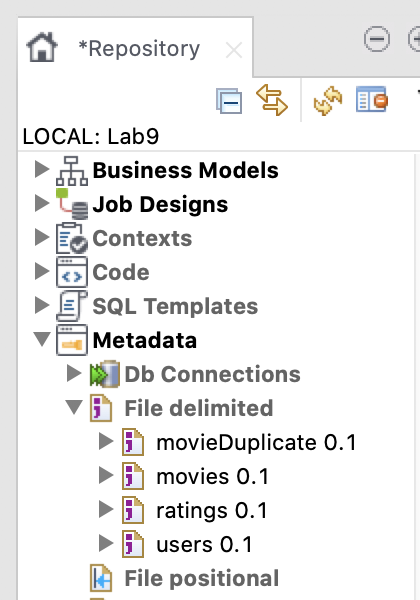 *Repository
LOCAL: Lab9
Business Models
Job Designs
Contexts
Code
SQL Templates
Metadata
Db Connections
File delimited
movieDuplicate 0.1
movies 0.1
ratings 0.1
users 0.1
File positional